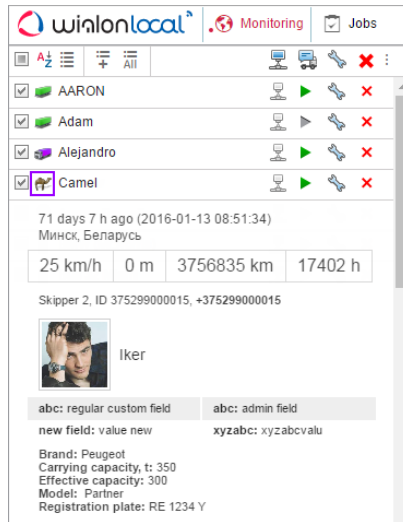 wialon local Monitoring Jobs
AZ All
AARON
Adam
Alejandro
Camel
71 days 7 h ago (2016-01-13 08:51:34)
Минск, Беларусь
25 km/h 0 m 3756835 km 17402 h
Skipper 2, ID 375299000015, +375299000015
Iker
abc: regular custom field abc: admin field
new field: value new xyzabc: xyzabcvalu
Brand: Peugeot
Carrying capacity, t: 350
Effective capacity: 300
Model: Partner
Registration plate: RE 1234 Y